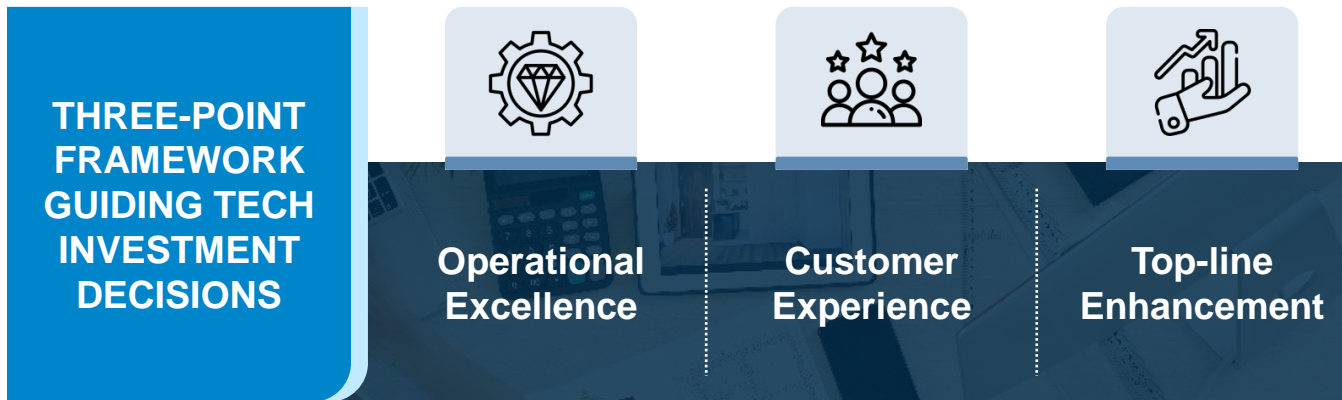 THREE-POINT
FRAMEWORK
GUIDING TECH
INVESTMENT
DECISIONS
Operational
Excellence
Customer
Experience
Top-line
Enhancement